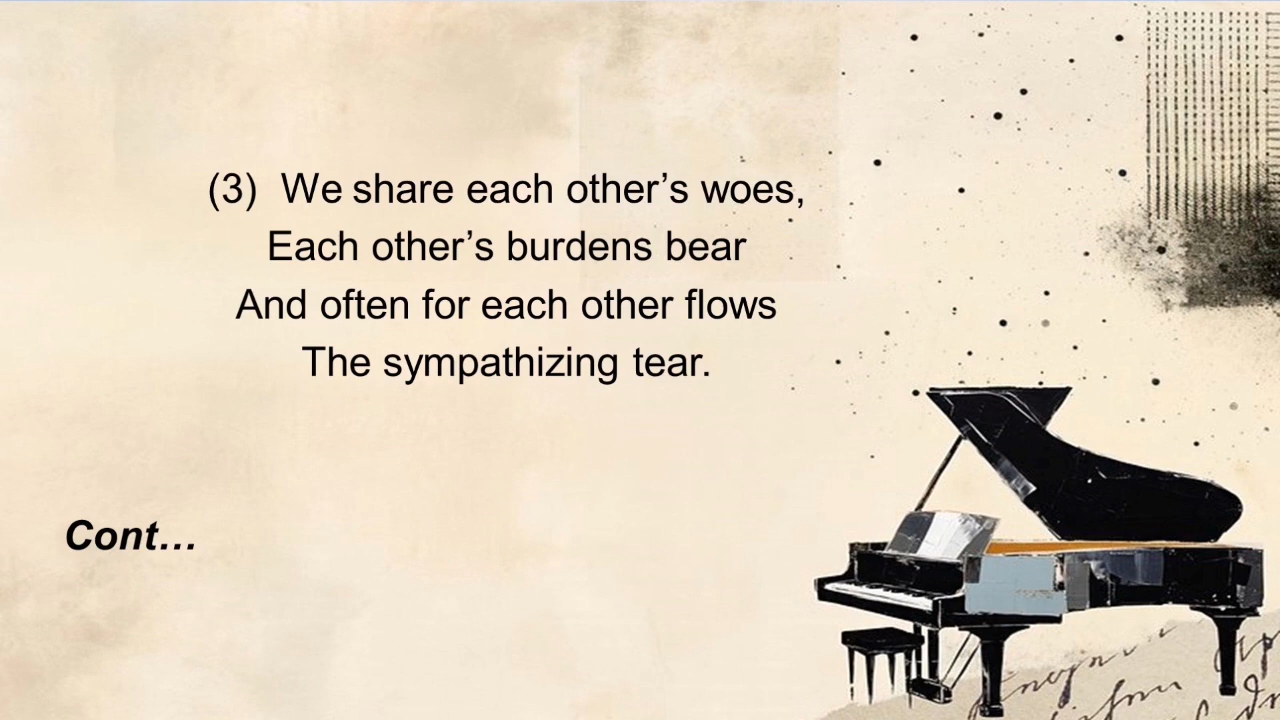 (3)  We share each other’s woes,
Each other’s burdens bear
And often for each other flows
The sympathizing tear.
Cont…